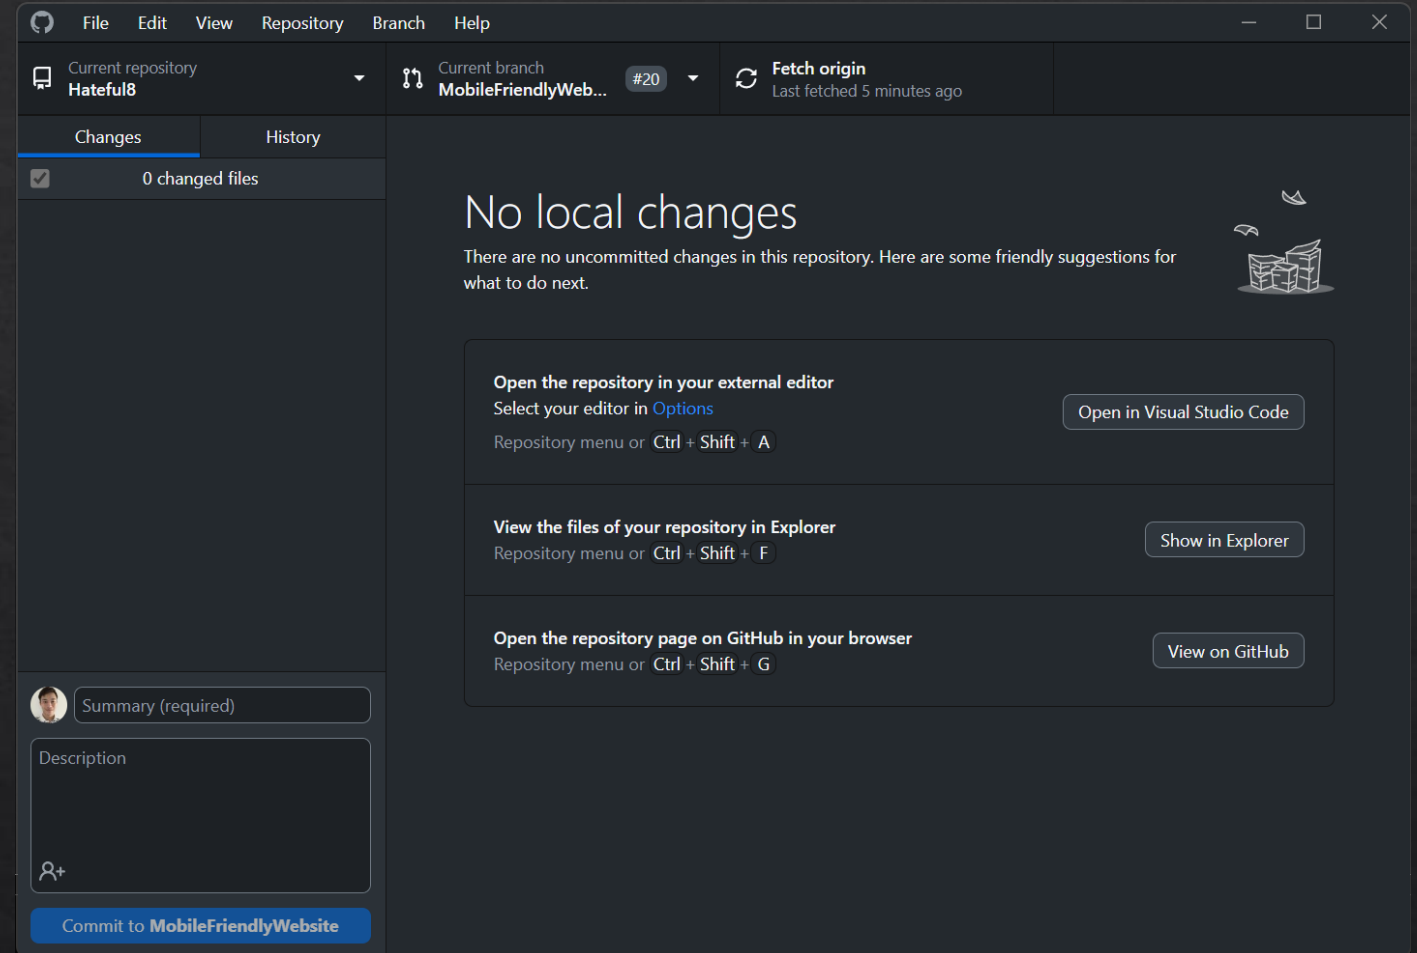 File Edit View Repository Branch Help
Current repository
Hateful8
Current branch
MobileFriendlyWeb...
#20
Fetch origin
Last fetched 5 minutes ago
Changes
History
0 changed files
No local changes
There are no uncommitted changes in this repository. Here are some friendly suggestions for
what to do next.
Open the repository in your external editor
Select your editor in Options
Repository menu or Ctrl + Shift + A
Open in Visual Studio Code
View the files of your repository in Explorer
Repository menu or Ctrl + Shift + F
Show in Explorer
Open the repository page on GitHub in your browser
Repository menu or Ctrl + Shift + G
View on GitHub
Summary (required)
Description
Commit to MobileFriendlyWebsite